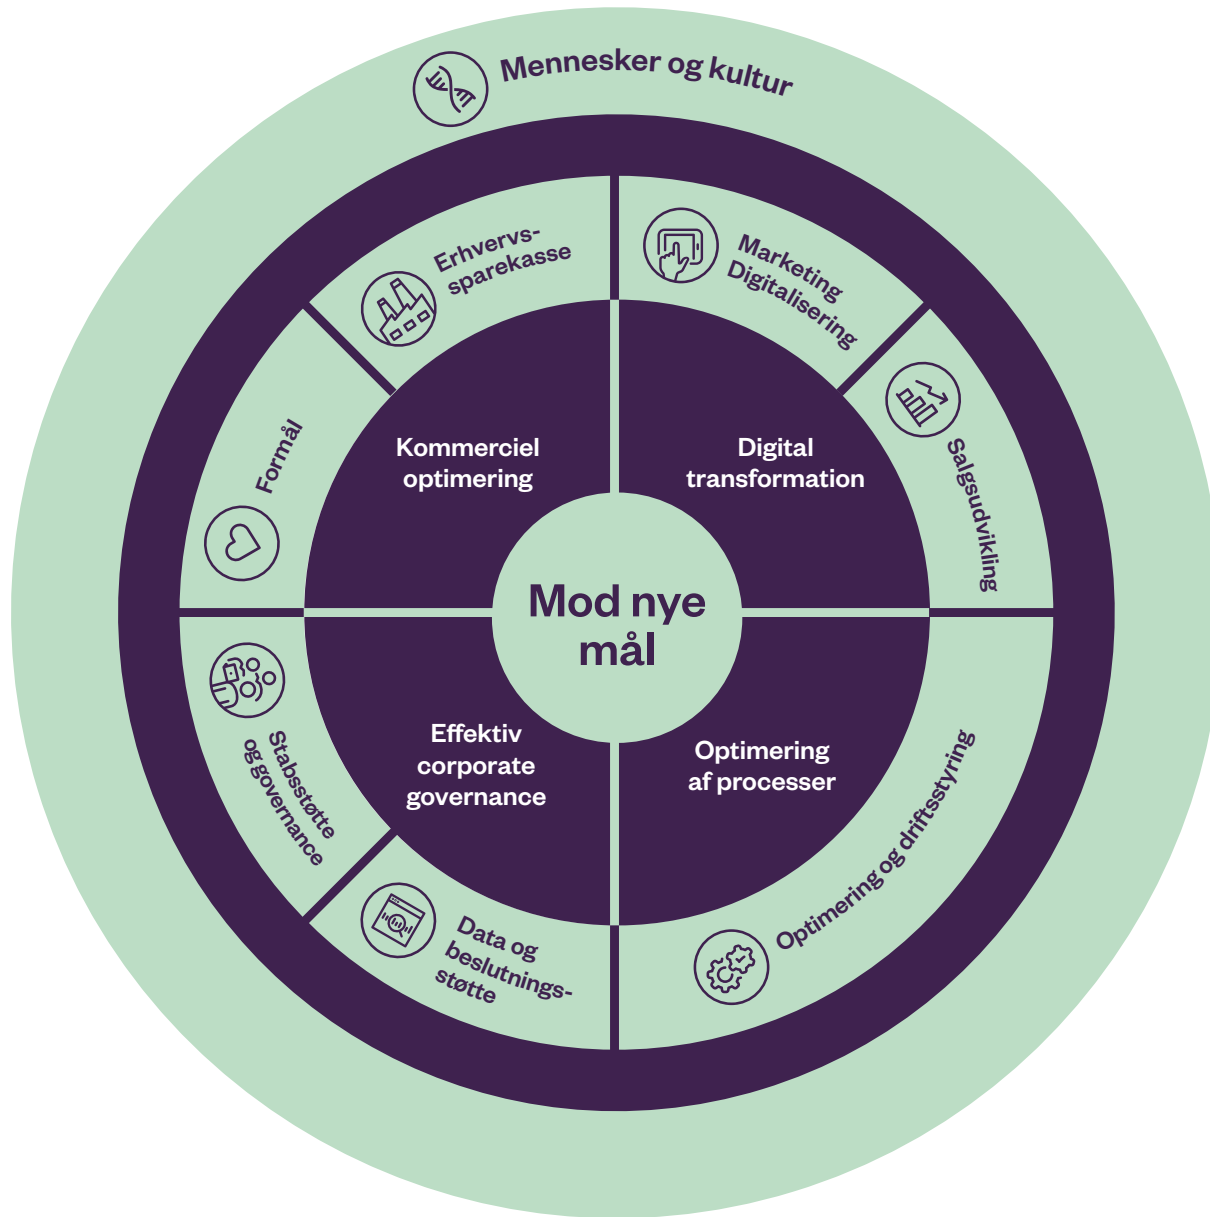 Mennesker og kultur
Erhvervs-
sparekasse
Marketing
Digitalisering
Formål
Salgsudvikling
Kommerciel
optimering
Digital
transformation
Mod nye
mål
Effektiv
corporate
governance
Optimering
af processer
Stabsstøtte
og governance
Data og
beslutnings-
støtte
Optimering og driftsstyring